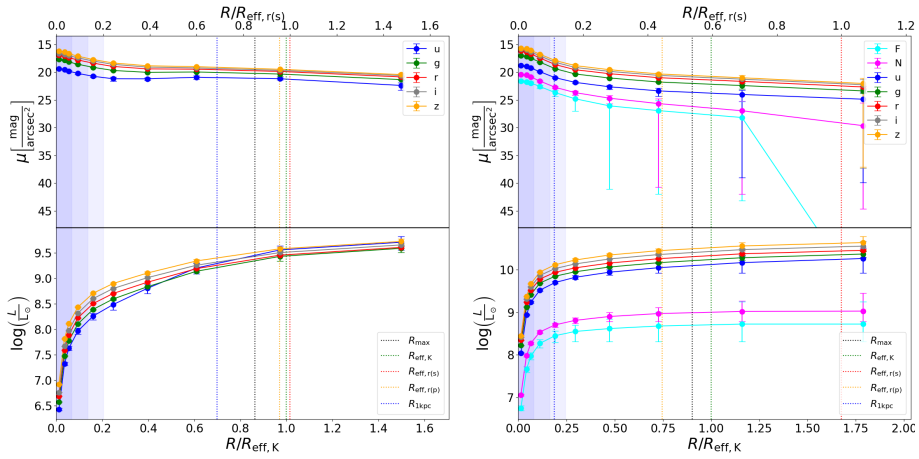 R/R_eff,r(s)
0.0 0.2 0.4 0.6 0.8 1.0 1.2 1.4 1.6
15
20
25
30
35
40
45
μ[mag/arcsec²]
u
g
r
i
z
9.5
9.0
8.5
8.0
7.5
7.0
6.5
log(L/L⊙)
R_max
R_eff,K
R_eff,r(s)
R_eff,r(p)
R_1kpc
0.0 0.2 0.4 0.6 0.8 1.0 1.2 1.4 1.6
R/R_eff,K
R/R_eff,r(s)
0.0 0.2 0.4 0.6 0.8 1.0 1.2
15
20
25
30
35
40
45
μ[mag/arcsec²]
F
N
u
g
r
i
z
10
9
8
7
log(L/L⊙)
R_max
R_eff,K
R_eff,r(s)
R_eff,r(p)
R_1kpc
0.00 0.25 0.50 0.75 1.00 1.25 1.50 1.75 2.00
R/R_eff,K